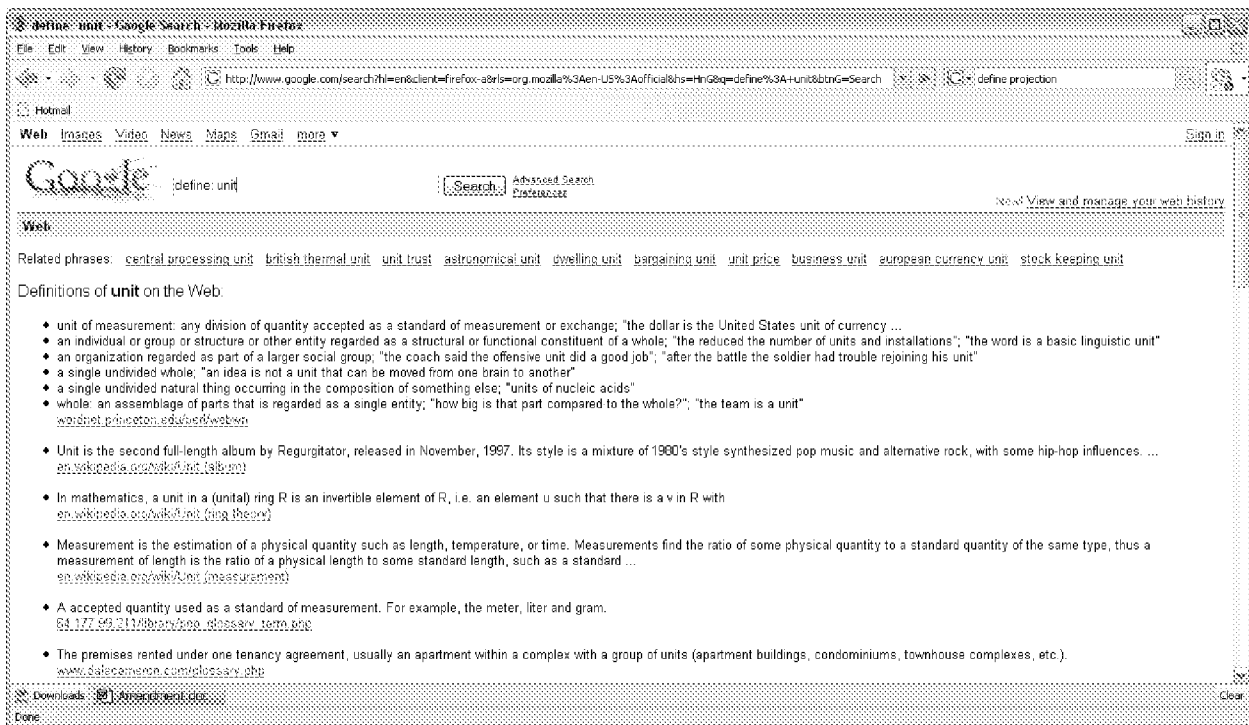 define: unit - Google Search - Mozilla Firefox
File Edit View History Bookmarks Tools Help
http://www.google.com/search?hl=en&client=firefox-a&rls=org.mozilla%3Aen-US%3Aofficial&hs=HnG&q=define%3A+unit&btnG=Search define projection
Hotmail
Web Images Video News Maps Gmail more ▼ Sign in
Google define: unit Search Advanced Search
Preferences
New! View and manage your web history
Web
Related phrases: central processing unit british thermal unit unit trust astronomical unit dwelling unit bargaining unit unit price business unit european currency unit stock keeping unit
Definitions of unit on the Web:
• unit of measurement: any division of quantity accepted as a standard of measurement or exchange; "the dollar is the United States unit of currency ...
• an individual or group or structure or other entity regarded as a structural or functional constituent of a whole; "the reduced the number of units and installations"; "the word is a basic linguistic unit"
• an organization regarded as part of a larger social group; "the coach said the offensive unit did a good job"; "after the battle the soldier had trouble rejoining his unit"
• a single undivided whole; "an idea is not a unit that can be moved from one brain to another"
• a single undivided natural thing occurring in the composition of something else; "units of nucleic acids"
• whole: an assemblage of parts that is regarded as a single entity; "how big is that part compared to the whole?"; "the team is a unit"
wordnet.princeton.edu/perl/webwn
• Unit is the second full-length album by Regurgitator, released in November, 1997. Its style is a mixture of 1980's style synthesized pop music and alternative rock, with some hip-hop influences. ...
en.wikipedia.org/wiki/Unit (album)
• In mathematics, a unit in a (unital) ring R is an invertible element of R, i.e. an element u such that there is a v in R with
en.wikipedia.org/wiki/Unit (ring theory)
• Measurement is the estimation of a physical quantity such as length, temperature, or time. Measurements find the ratio of some physical quantity to a standard quantity of the same type, thus a
measurement of length is the ratio of a physical length to some standard length, such as a standard ...
en.wikipedia.org/wiki/Unit (measurement)
• A accepted quantity used as a standard of measurement. For example, the meter, liter and gram.
64.177.99.211/library/pop_glossary_term.php
• The premises rented under one tenancy agreement, usually an apartment within a complex with a group of units (apartment buildings, condominiums, townhouse complexes, etc.).
www.dalecameron.com/glossary.php
Downloads Amendment.doc Clear
Done